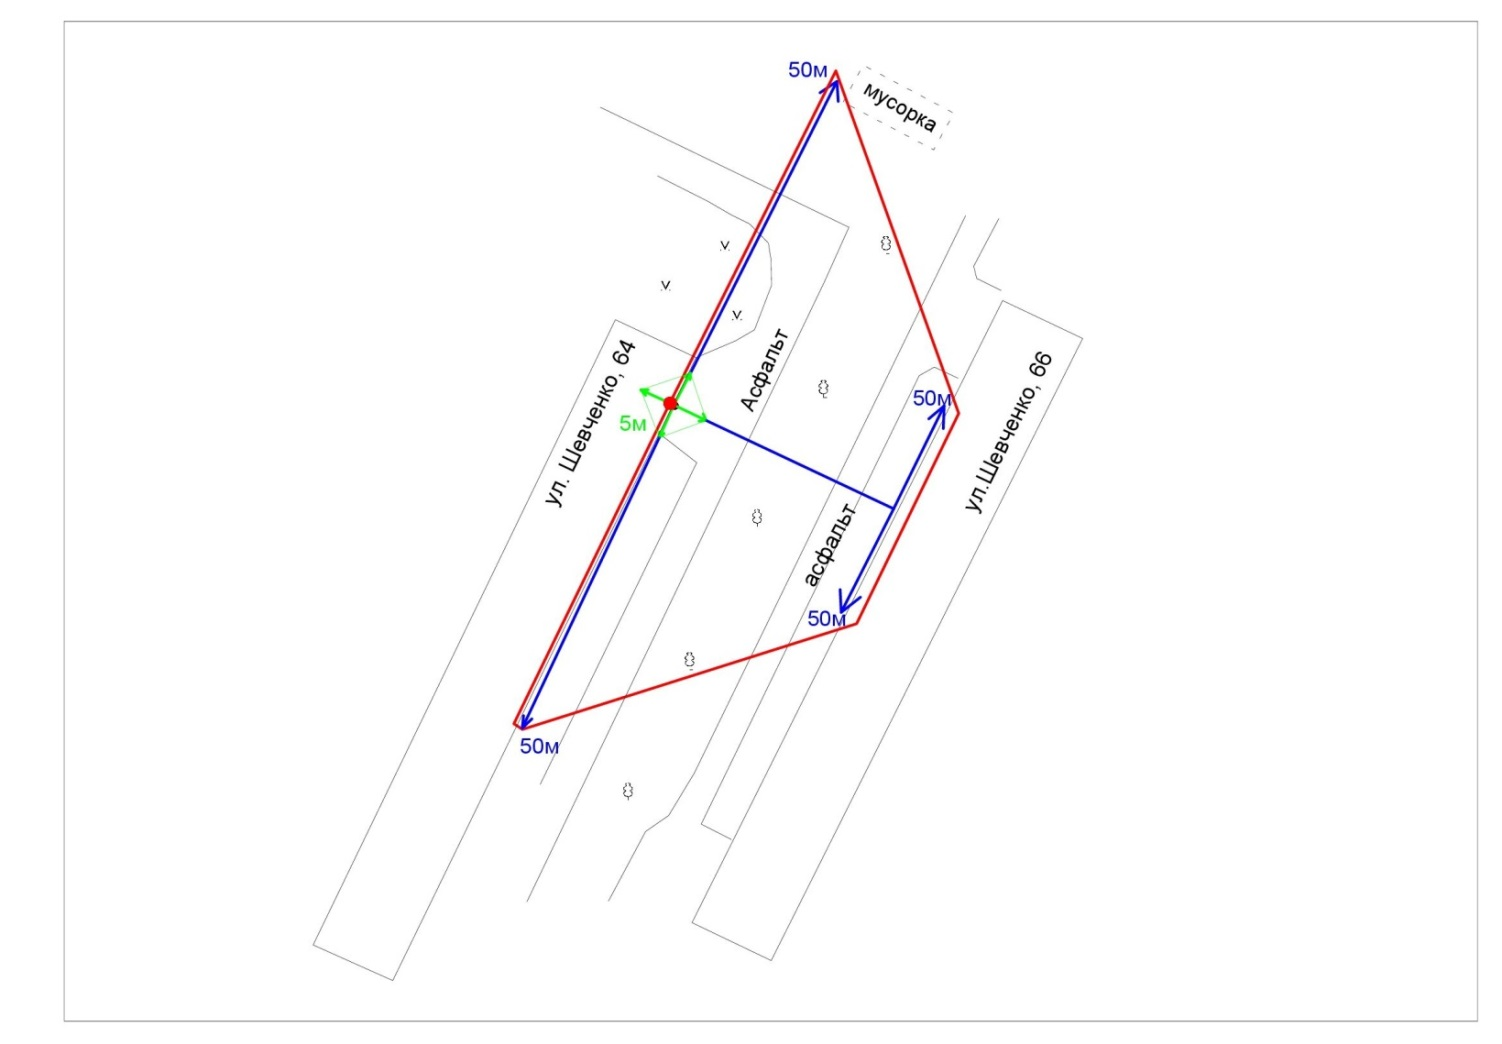 50м
мусорка
Асфальт
ул. Шевченко, 64
5м
50м
ул.Шевченко, 66
асфальт
50м
50м